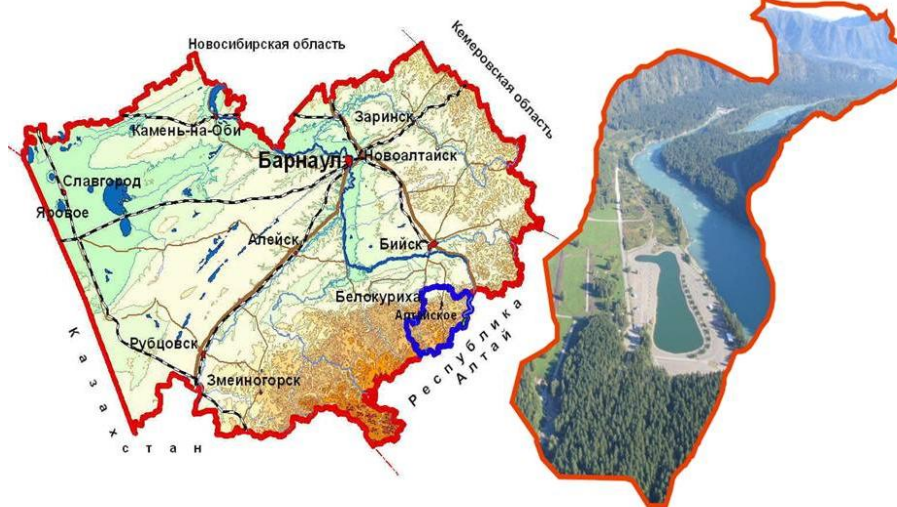 Новосибирская область
Кемеровская область
Камень-на-Оби
Заринск
Барнаул
Новоалтайск
Славгород
Яровое
Алейск
Бийск
Белокуриха
Алтайское
Республика
Алтай
Рубцовск
Змеиногорск
Казахстан